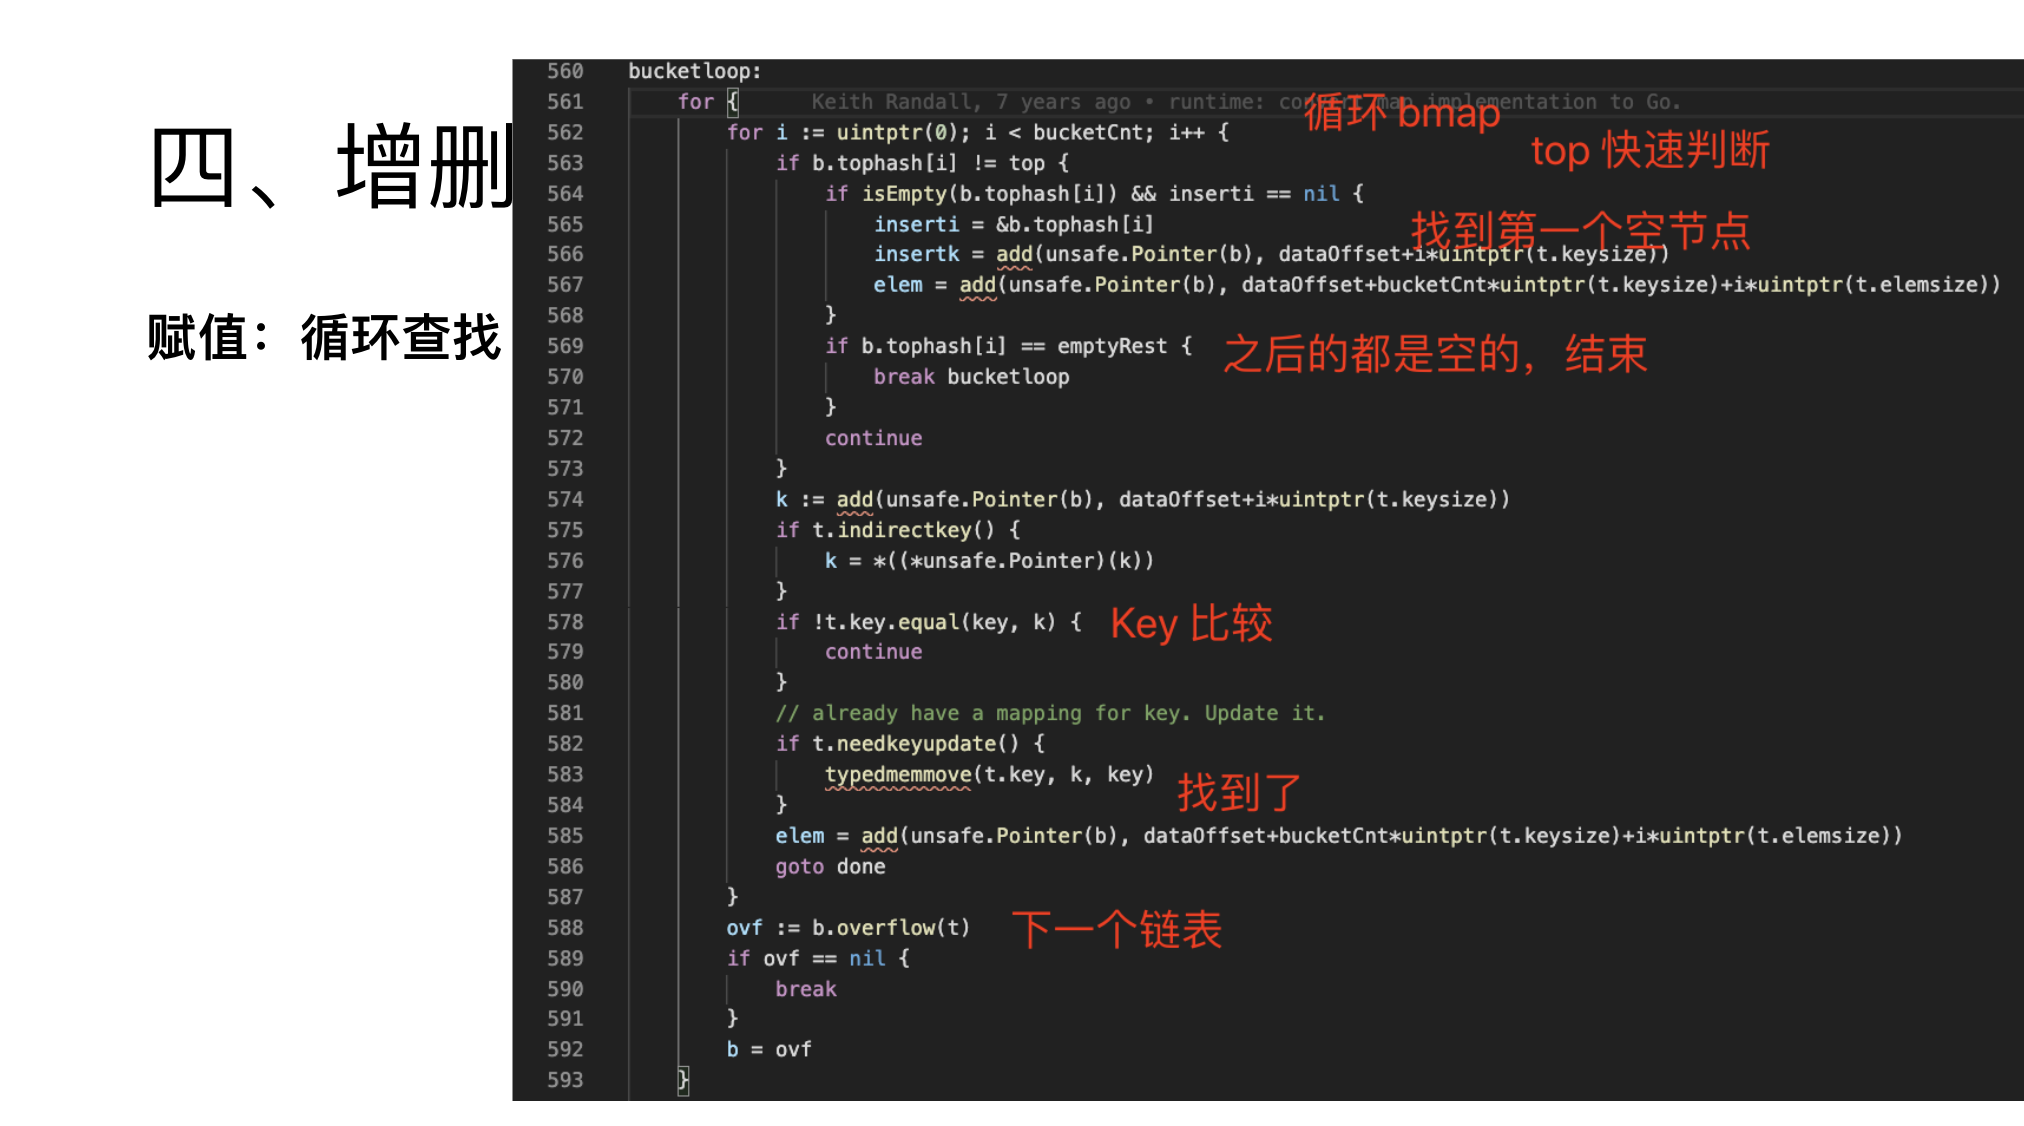 四、增删
赋值：循环查找
560 bucketloop:
561 for { Keith Randall, 7 years ago • runtime: convert map implementation to Go.
循环 bmap
562 for i := uintptr(0); i < bucketCnt; i++ {
top 快速判断
563 if b.tophash[i] != top {
564 if isEmpty(b.tophash[i]) && inserti == nil {
565 inserti = &b.tophash[i]
找到第一个空节点
566 insertk = add(unsafe.Pointer(b), dataOffset+i*uintptr(t.keysize))
567 elem = add(unsafe.Pointer(b), dataOffset+bucketCnt*uintptr(t.keysize)+i*uintptr(t.elemsize))
568 }
569 if b.tophash[i] == emptyRest {
之后的都是空的，结束
570 break bucketloop
571 }
572 continue
573 }
574 k := add(unsafe.Pointer(b), dataOffset+i*uintptr(t.keysize))
575 if t.indirectkey() {
576 k = *((*unsafe.Pointer)(k))
577 }
578 if !t.key.equal(key, k) {
Key 比较
579 continue
580 }
581 // already have a mapping for key. Update it.
582 if t.needkeyupdate() {
583 typedmemmove(t.key, k, key)
找到了
584 }
585 elem = add(unsafe.Pointer(b), dataOffset+bucketCnt*uintptr(t.keysize)+i*uintptr(t.elemsize))
586 goto done
587 }
588 ovf := b.overflow(t)
下一个链表
589 if ovf == nil {
590 break
591 }
592 b = ovf
593 }